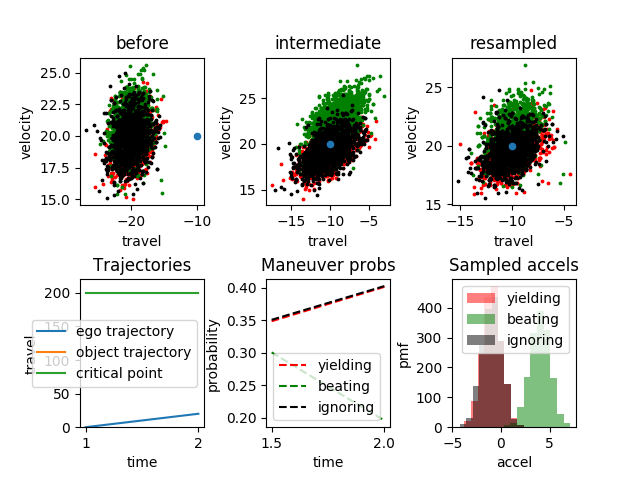 before
intermediate
resampled
25.0
22.5
20.0
17.5
15.0
velocity
−20
−10
travel
25
20
15
velocity
−15
−10
−5
travel
25
20
15
velocity
−15
−10
−5
travel
Trajectories
Maneuver probs
Sampled accels
200
150
100
50
0
travel
ego trajectory
object trajectory
critical point
1
2
time
0.40
0.35
0.30
0.25
0.20
probability
yielding
beating
ignoring
1.5
2.0
time
400
300
200
100
0
pmf
yielding
beating
ignoring
−5
0
5
accel